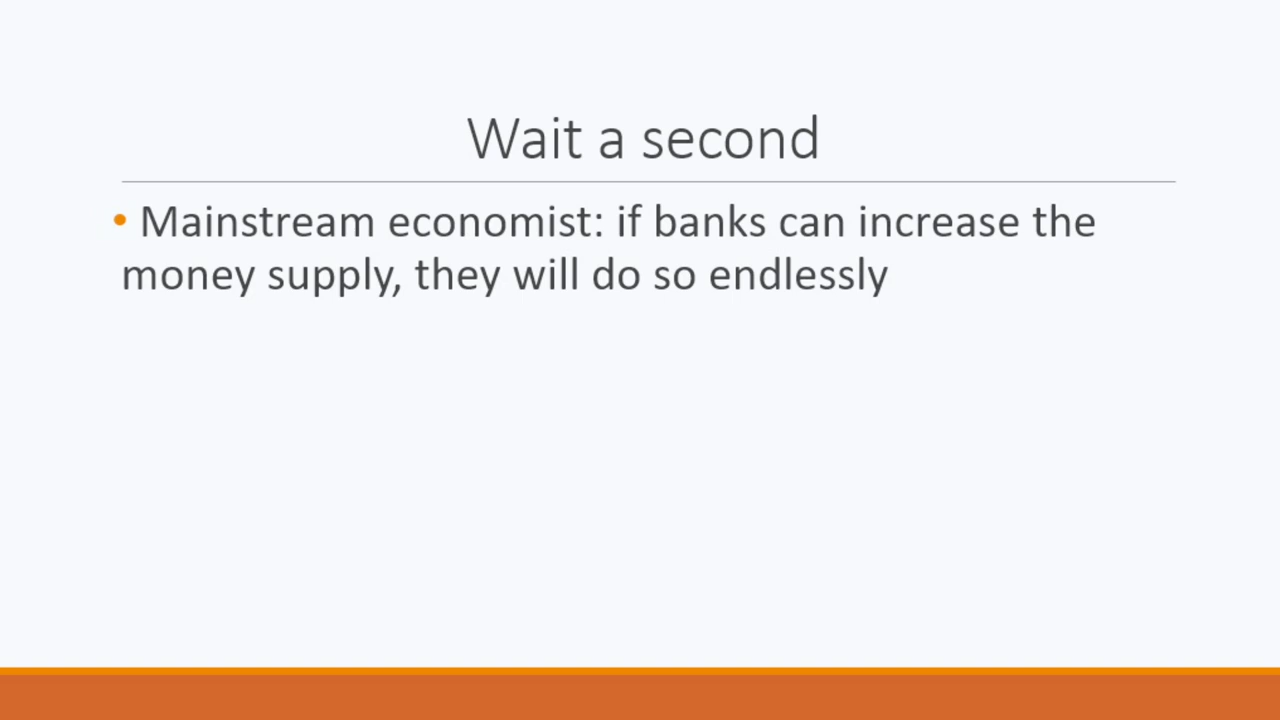 Wait a second
• Mainstream economist: if banks can increase the
money supply, they will do so endlessly